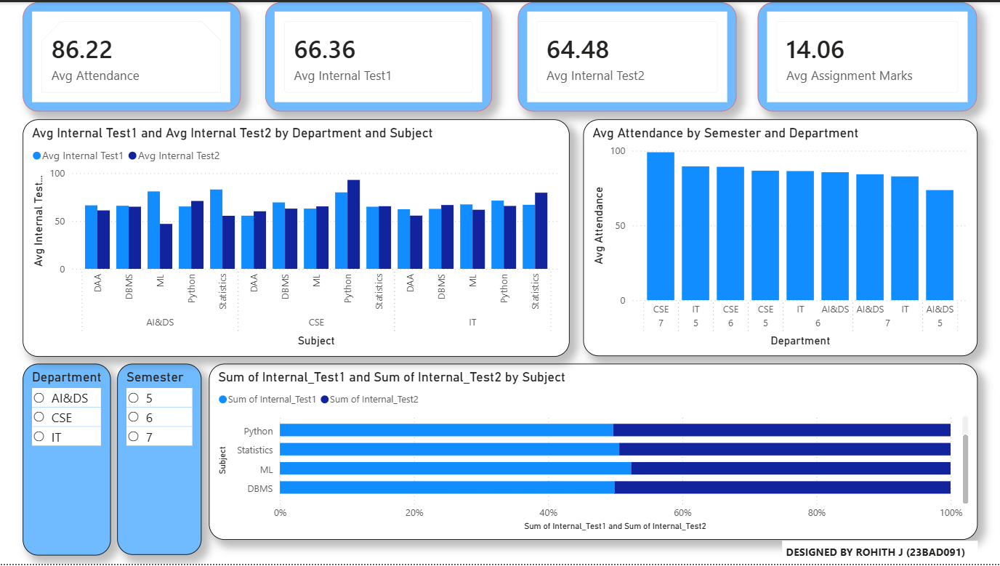 86.22
Avg Attendance
66.36
Avg Internal Test1
64.48
Avg Internal Test2
14.06
Avg Assignment Marks
Avg Internal Test1 and Avg Internal Test2 by Department and Subject
Avg Internal Test1 Avg Internal Test2
Avg Internal Test...
100
50
0
DAA DBMS ML Python Statistics DAA DBMS ML Python Statistics DAA DBMS ML Python Statistics
AI&DS CSE IT
Subject
Avg Attendance by Semester and Department
Avg Attendance
100
50
0
CSE IT CSE CSE IT AI&DS AI&DS IT AI&DS
7 5 6 5 6 7 5
Department
Department
AI&DS
CSE
IT
Semester
5
6
7
Sum of Internal_Test1 and Sum of Internal_Test2 by Subject
Sum of Internal_Test1 Sum of Internal_Test2
Subject
Python
Statistics
ML
DBMS
0% 20% 40% 60% 80% 100%
Sum of Internal_Test1 and Sum of Internal_Test2
DESIGNED BY ROHITH J (23BAD091)